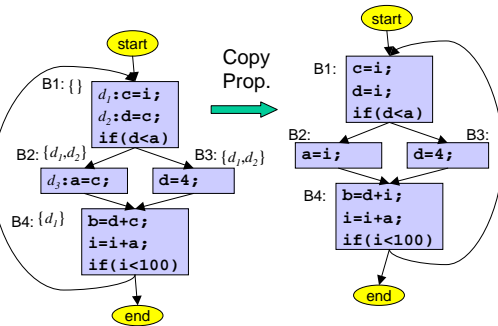 start
B1: {}
d1:c=i;
d2:d=c;
if(d<a)
B2: {d1,d2}
d3:a=c;
B3: {d1,d2}
d=4;
B4: {d1}
b=d+c;
i=i+a;
if(i<100)
end
Copy
Prop.
start
B1:
c=i;
d=i;
if(d<a)
B2:
a=i;
B3:
d=4;
B4:
b=d+i;
i=i+a;
if(i<100)
end